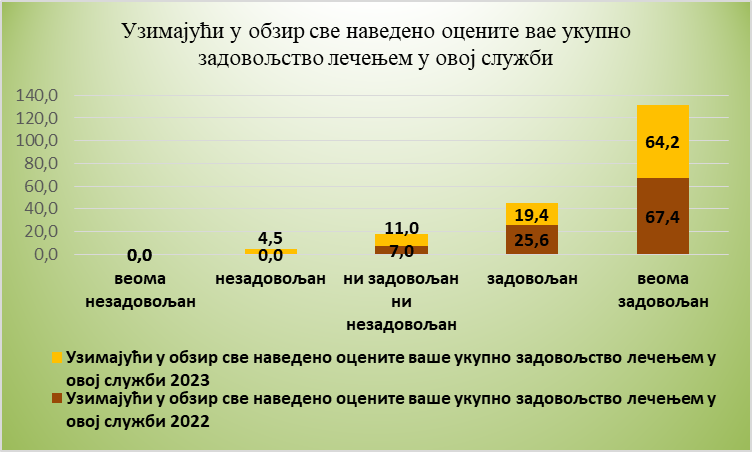 Узимајући у обзир све наведено оцените вае укупно
задовољство лечењем у овој служби
140,0
120,0
100,0
80,0
60,0
40,0
20,0
0,0
0,0
4,5
0,0
11,0
7,0
19,4
25,6
64,2
67,4
веома
незадовољан
незадовољан
ни задовољан
ни
незадовољан
задовољан
веома
задовољан
Узимајући у обзир све наведено оцените ваше укупно задовољство лечењем у
овој служби 2023
Узимајући у обзир све наведено оцените ваше укупно задовољство лечењем у
овој служби 2022